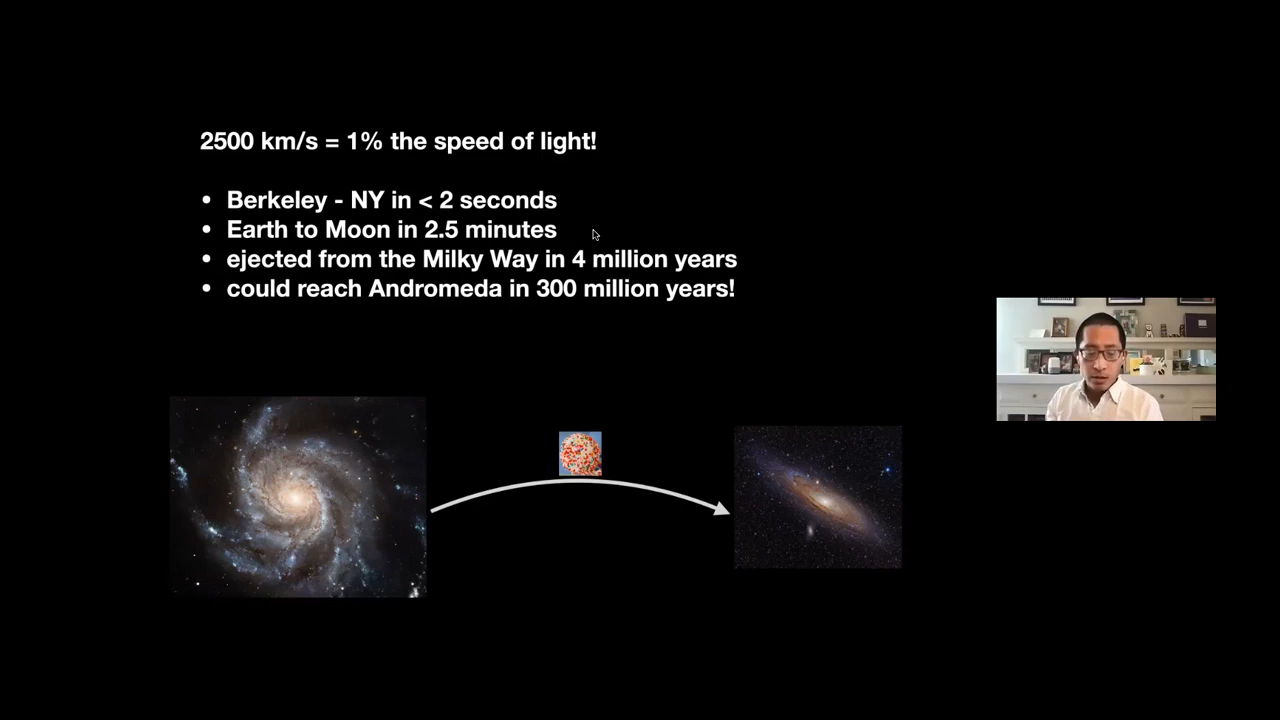 2500 km/s = 1% the speed of light!
• Berkeley - NY in < 2 seconds
• Earth to Moon in 2.5 minutes
• ejected from the Milky Way in 4 million years
• could reach Andromeda in 300 million years!